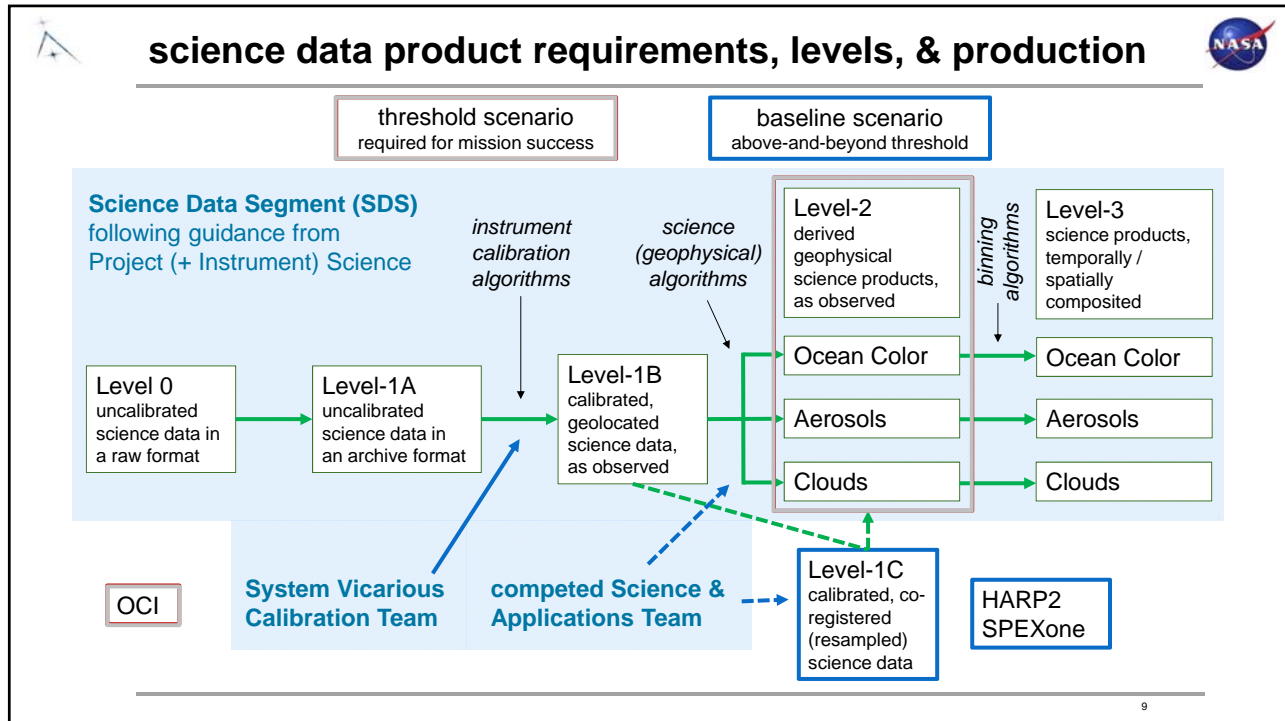 science data product requirements, levels, & production
NASA
threshold scenario
required for mission success
baseline scenario
above-and-beyond threshold
Science Data Segment (SDS)
following guidance from
Project (+ Instrument) Science
instrument
calibration
algorithms
science
(geophysical)
algorithms
Level-2
derived
geophysical
science products,
as observed
binning
algorithms
Level-3
science products,
temporally /
spatially
composited
Level 0
uncalibrated
science data in
a raw format
Level-1A
uncalibrated
science data in
an archive format
Level-1B
calibrated,
geolocated
science data,
as observed
Ocean Color
Ocean Color
Aerosols
Aerosols
Clouds
Clouds
OCI
System Vicarious
Calibration Team
competed Science &
Applications Team
Level-1C
calibrated, co-
registered
(resampled)
science data
HARP2
SPEXone
9